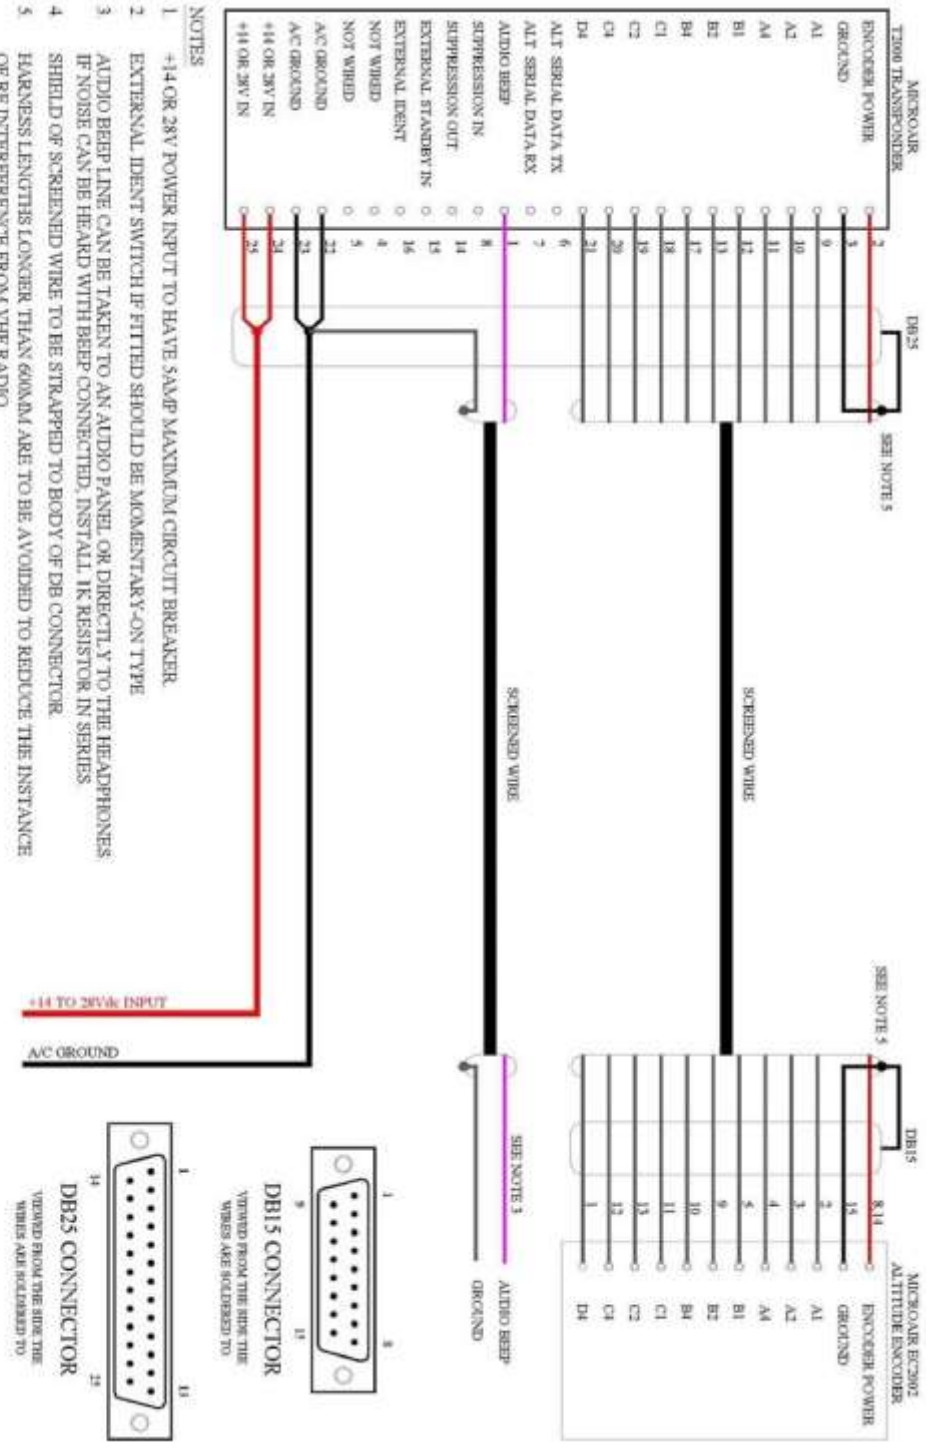 MICROAIR
T2000 TRANSPONDER
DB25
SEE NOTE 5
SEE NOTE 5
DB15
MICROAIR EC2002
ALTITUDE ENCODER
ENCODER POWER 2
8,14 ENCODER POWER
GROUND 3
15 GROUND
A1 9
2 A1
A2 10
3 A2
A4 11
4 A4
B1 12
5 B1
B2 13
9 B2
B4 17
10 B4
C1 18
11 C1
C2 19
13 C2
C4 20
12 C4
D4 21
1 D4
SCREENED WIRE
ALT SERIAL DATA TX 6
ALT SERIAL DATA RX 7
AUDIO BEEP 1
SUPPRESSION IN 8
SUPPRESSION OUT 14
EXTERNAL STANDBY IN 15
EXTERNAL IDENT 16
NOT WIRED 4
NOT WIRED 5
A/C GROUND 22
A/C GROUND 23
+14 OR 28V IN 24
+14 OR 28V IN 25
SCREENED WIRE
SEE NOTE 3
AUDIO BEEP
GROUND
+14 TO 28Vdc INPUT
A/C GROUND
1
8
9
15
DB15 CONNECTOR
VIEWED FROM THE SIDE THE
WIRES ARE SOLDERED TO
1
13
14
25
DB25 CONNECTOR
VIEWED FROM THE SIDE THE
WIRES ARE SOLDERED TO
NOTES
1 +14 OR 28V POWER INPUT TO HAVE 5AMP MAXIMUM CIRCUIT BREAKER
2 EXTERNAL IDENT SWITCH IF FITTED SHOULD BE MOMENTARY-ON TYPE
3 AUDIO BEEP LINE CAN BE TAKEN TO AN AUDIO PANEL OR DIRECTLY TO THE HEADPHONES
IF NOISE CAN BE HEARD WITH BEEP CONNECTED, INSTALL 1K RESISTOR IN SERIES
4 SHIELD OF SCREENED WIRE TO BE STRAPPED TO BODY OF DB CONNECTOR
5 HARNESS LENGTHS LONGER THAN 600MM ARE TO BE AVOIDED TO REDUCE THE INSTANCE
OF RF INTERFERENCE FROM VHF RADIO